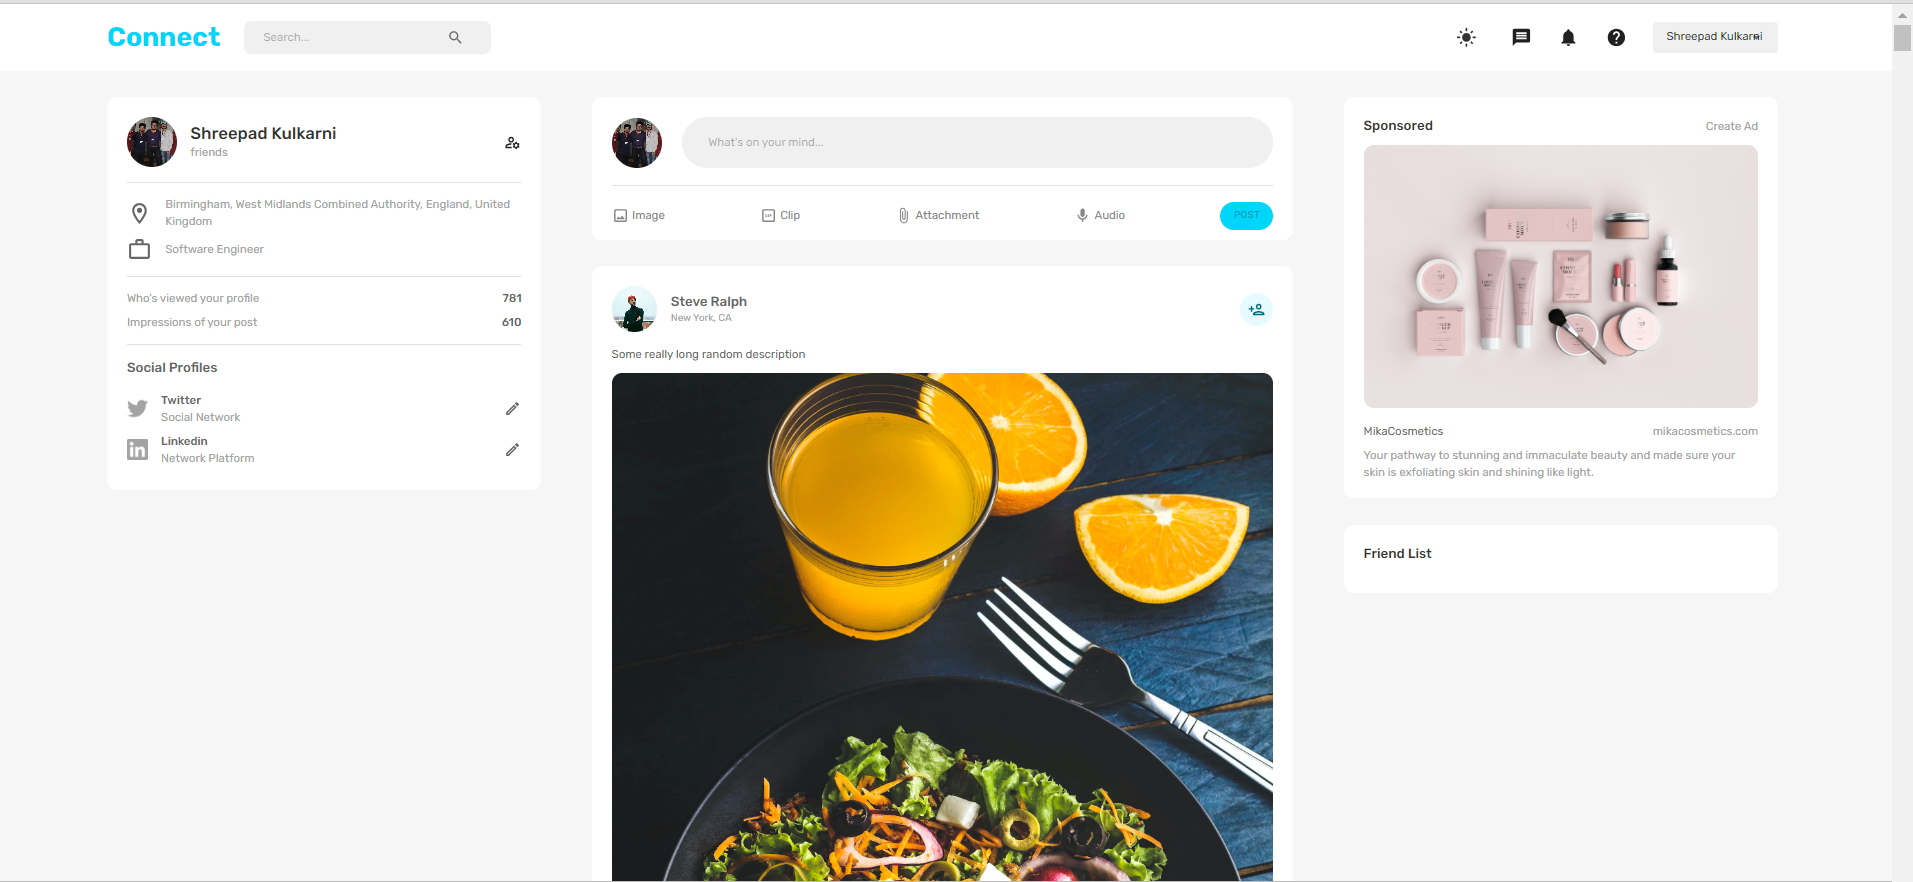 Connect
Search...
Shreepad Kulkarni
Shreepad Kulkarni
friends
Birmingham, West Midlands Combined Authority, England, United
Kingdom
Software Engineer
Who's viewed your profile 781
Impressions of your post 610
Social Profiles
Twitter
Social Network
Linkedin
Network Platform
What's on your mind...
Image
GIF Clip
Attachment
Audio
POST
Steve Ralph
New York, CA
Some really long random description
Sponsored
Create Ad
MikaCosmetics
mikacosmetics.com
Your pathway to stunning and immaculate beauty and made sure your
skin is exfoliating skin and shining like light.
Friend List